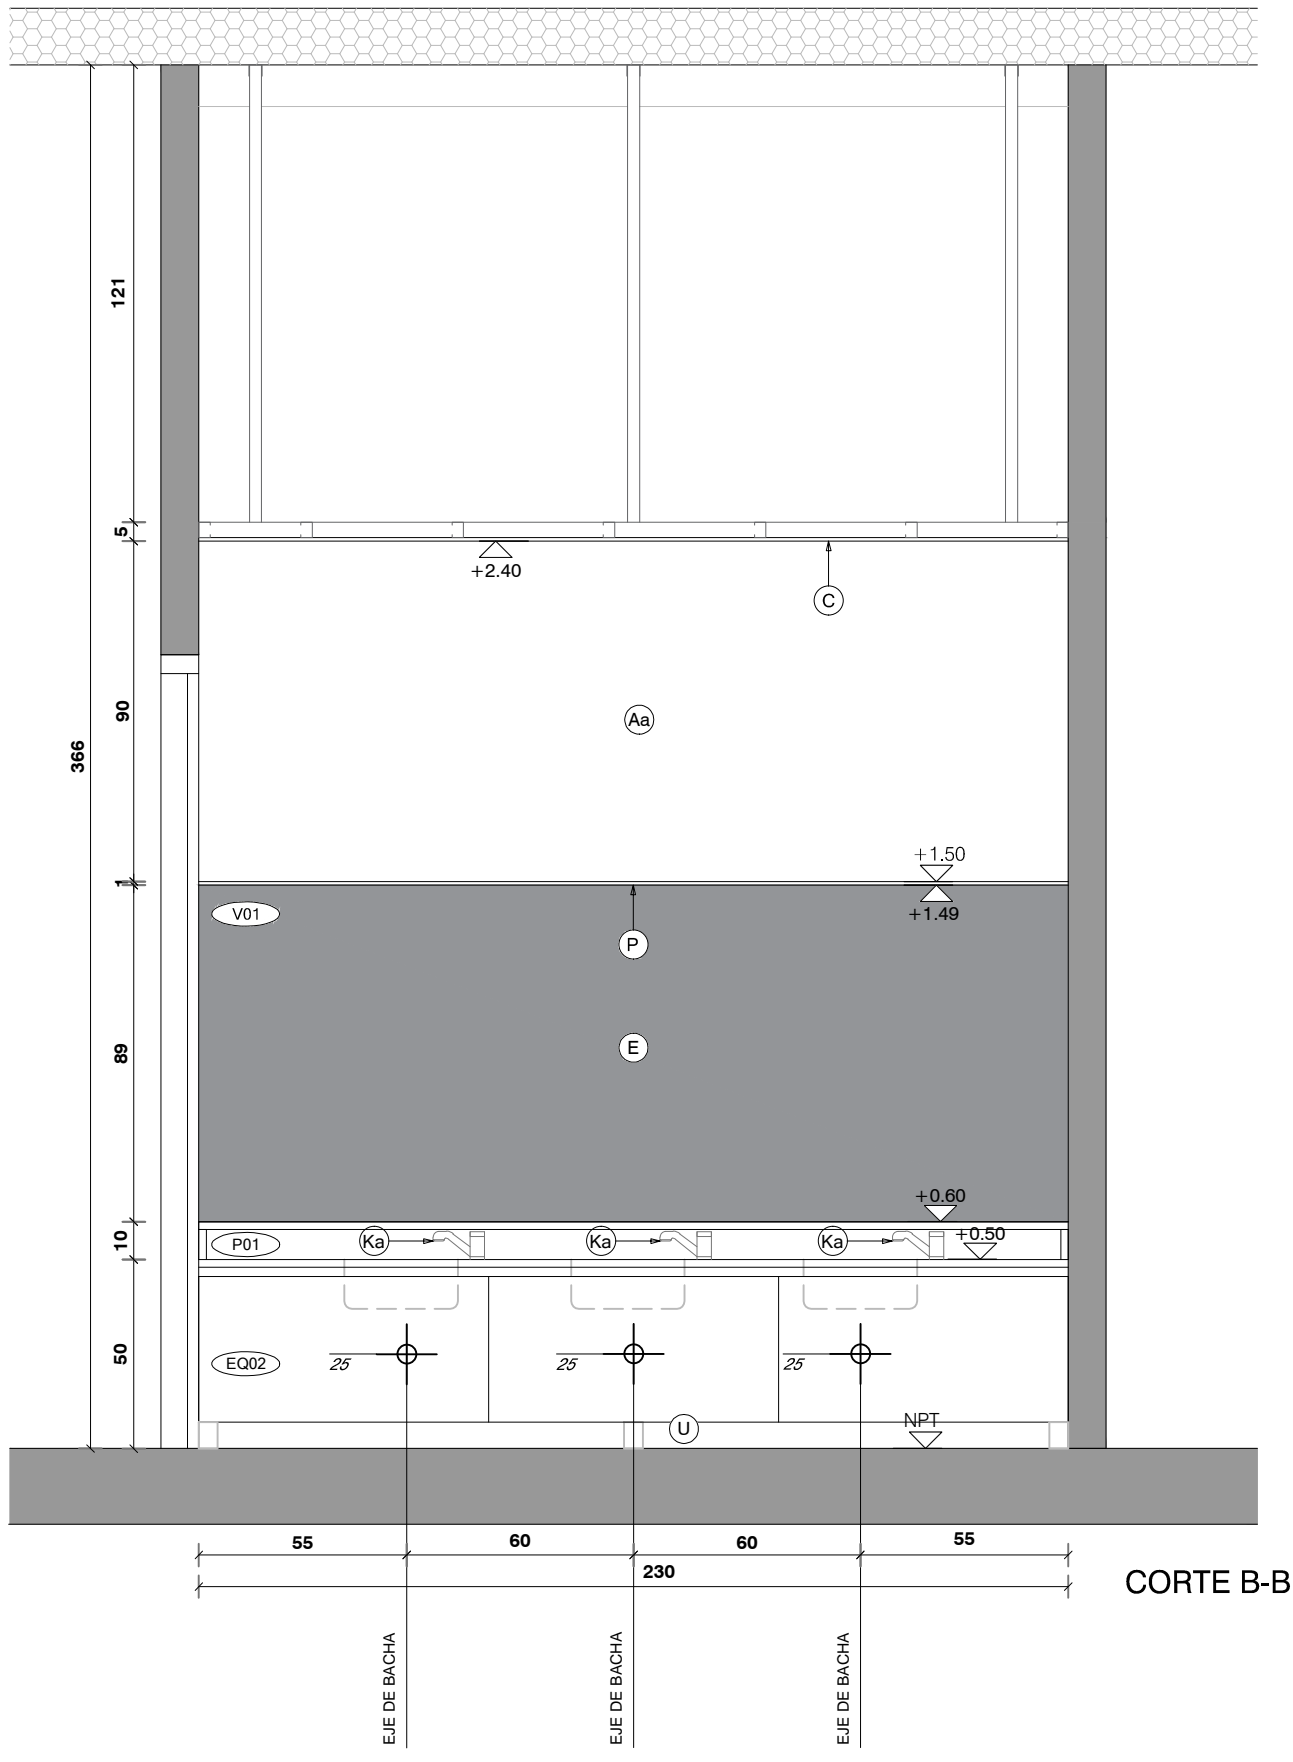 121
5
+2.40
C
90
Aa
366
+1.50
1
V01
+1.49
P
E
89
+0.60
10
P01
Ka
Ka
Ka
+0.50
50
EQ02
25
25
25
U
NPT
55
60
60
55
230
CORTE B-B
EJE DE BACHA
EJE DE BACHA
EJE DE BACHA